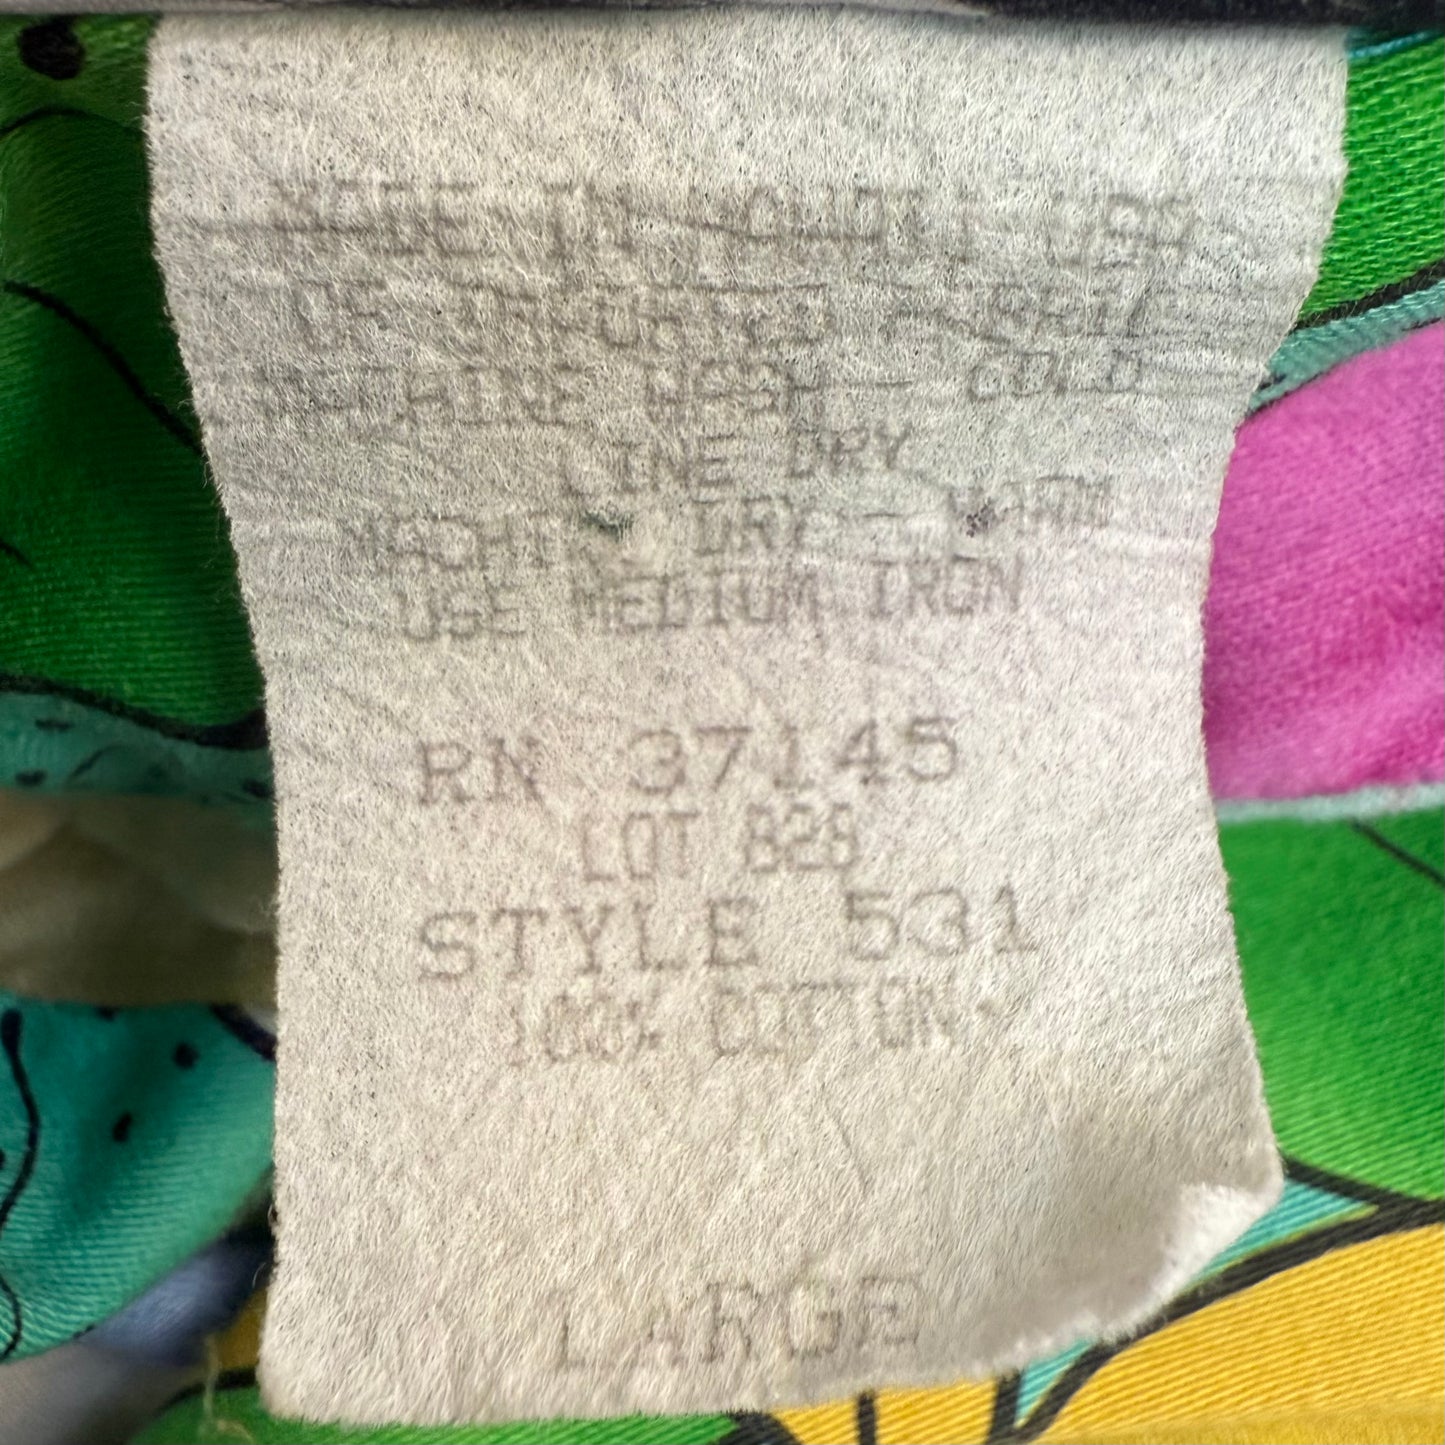 MADE IN USA
OF IMPORTED FABRIC
MACHINE WASH - COLD
LINE DRY
DRY - WARM
USE MEDIUM IRON
RN 37145
LOT 828
STYLE 531
100% COTTON
LARGE